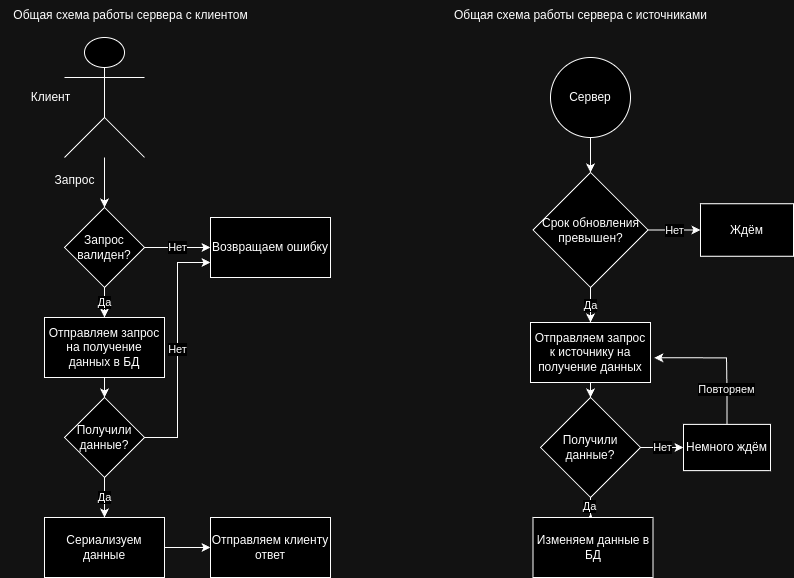 Общая схема работы сервера с клиентом
Клиент
Запрос
Запрос
валиден?
Нет
Возвращаем ошибку
Да
Отправляем запрос
на получение
данных в БД
Нет
Получили
данные?
Да
Сериализуем
данные
Отправляем клиенту
ответ
Общая схема работы сервера с источниками
Сервер
Срок обновления
превышен?
Нет
Ждём
Да
Отправляем запрос
к источнику на
получение данных
Повторяем
Получили
данные?
Нет
Немного ждём
Да
Изменяем данные в
БД